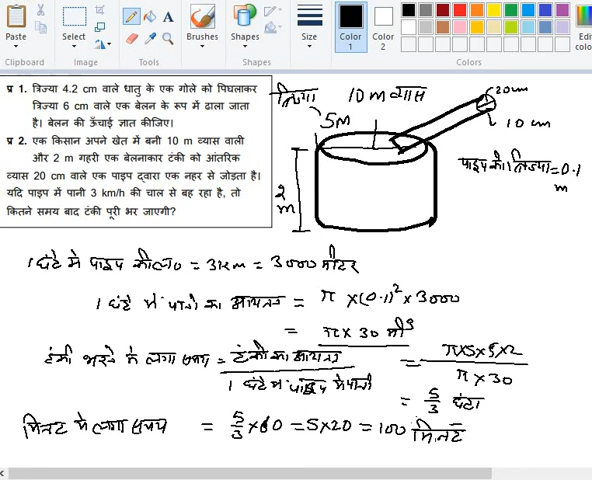 Paste
Select
Brushes
Shapes
Size
Color 1
Color 2
Edit colo
Clipboard
Image
Tools
Colors
प्र 1. त्रिज्या 4.2 cm वाले धातु के एक गोले को पिघलाकर
त्रिज्या 6 cm वाले एक बेलन के रूप में ढाला जाता
है। बेलन की ऊँचाई ज्ञात कीजिए।
प्र 2. एक किसान अपने खेत में बनी 10 m व्यास वाली
और 2 m गहरी एक बेलनाकार टंकी को आंतरिक
व्यास 20 cm वाले एक पाइप द्वारा एक नहर से जोड़ता है।
यदि पाइप में पानी 3 km/h की चाल से बह रहा है, तो
कितने समय बाद टंकी पूरी भर जाएगी?
त्रिज्या 10 m व्यास 20cm
5M 10 cm
2 m
पाइप की त्रिज्या = 0.1 m
1 घंटे में पाइप की ल० = 3km = 3000 मीटर
1 घंटे में पानी का आयतन = π × (0.1)² × 3000
= π × 30 मी³
टंकी भरने में लगा समय = टंकी का आयतन / 1 घंटे में पाइप में पानी = π×5×5×2 / π × 30
= 5/3 घंटा
मिनट में लगा समय = 5/3 × 60 = 5 × 20 = 100 मिनट